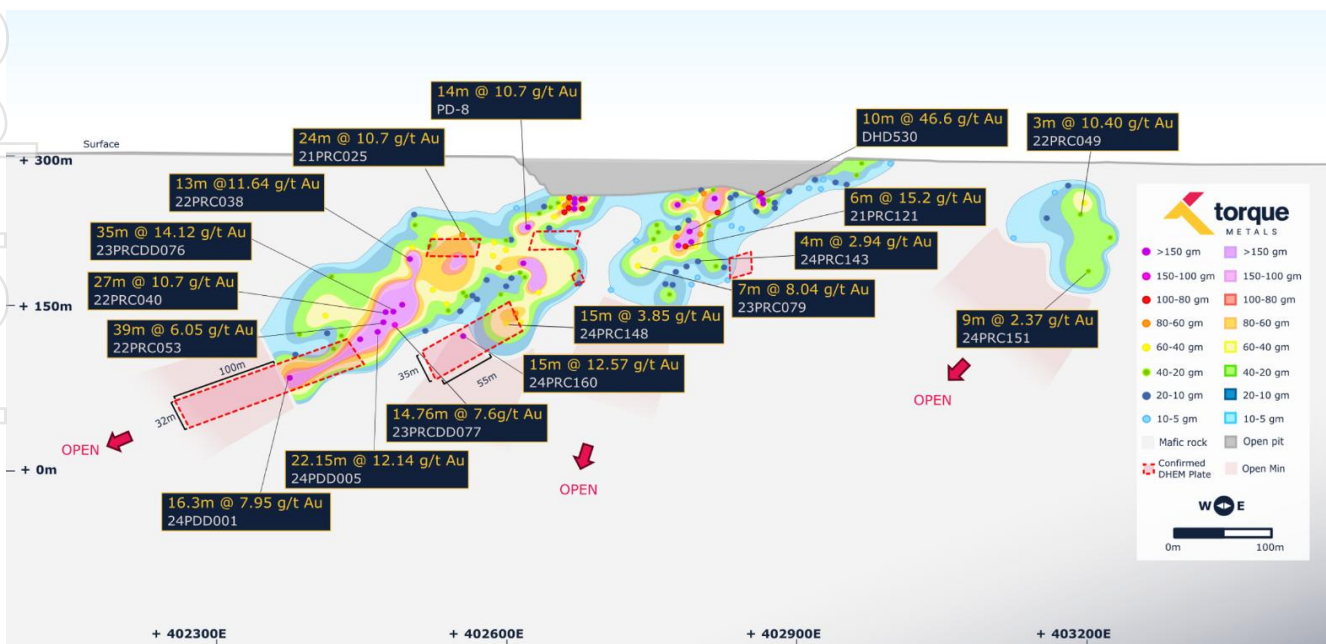 14m @ 10.7 g/t Au
PD-8
10m @ 46.6 g/t Au
DHD530
3m @ 10.40 g/t Au
22PRC049
24m @ 10.7 g/t Au
21PRC025
Surface
+ 300m
13m @11.64 g/t Au
22PRC038
6m @ 15.2 g/t Au
21PRC121
35m @ 14.12 g/t Au
23PRCDD076
4m @ 2.94 g/t Au
24PRC143
27m @ 10.7 g/t Au
22PRC040
7m @ 8.04 g/t Au
23PRC079
+ 150m
15m @ 3.85 g/t Au
24PRC148
9m @ 2.37 g/t Au
24PRC151
39m @ 6.05 g/t Au
22PRC053
100m
35m
55m
15m @ 12.57 g/t Au
24PRC160
32m
14.76m @ 7.6g/t Au
23PRCDD077
OPEN
OPEN
OPEN
22.15m @ 12.14 g/t Au
24PDD005
+ 0m
16.3m @ 7.95 g/t Au
24PDD001
torque
METALS
>150 gm >150 gm
150-100 gm 150-100 gm
100-80 gm 100-80 gm
80-60 gm 80-60 gm
60-40 gm 60-40 gm
40-20 gm 40-20 gm
20-10 gm 20-10 gm
10-5 gm 10-5 gm
Mafic rock Open pit
Confirmed
DHEM Plate Open Min
W E
0m 100m
+ 402300E + 402600E + 402900E + 403200E